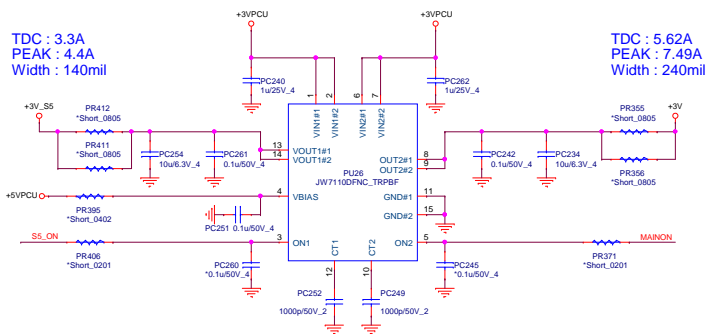 +3VPCU
+3VPCU
TDC : 3.3A
PEAK : 4.4A
Width : 140mil
TDC : 5.62A
PEAK : 7.49A
Width : 240mil
PC240
1u/25V_4
PC262
1u/25V_4
1
2
6
7
VIN1#1
VIN1#2
VIN2#1
VIN2#2
+3V_S5
PR412
*Short_0805
PR411
*Short_0805
PC254
10u/6.3V_4
PC261
0.1u/50V_4
13
14
VOUT1#1
VOUT1#2
PU26
JW7110DFNC_TRPBF
OUT2#1
OUT2#2
8
9
PC242
0.1u/50V_4
PC234
10u/6.3V_4
PR355
*Short_0805
PR356
*Short_0805
+3V
+5VPCU
PR395
*Short_0402
4
VBIAS
PC251
0.1u/50V_4
GND#1
GND#2
11
15
S5_ON
PR406
*Short_0201
3
ON1
PC260
*0.1u/50V_4
CT1
CT2
12
10
ON2
5
PC245
*0.1u/50V_4
PR371
*Short_0201
MAINON
PC252
1000p/50V_2
PC249
1000p/50V_2